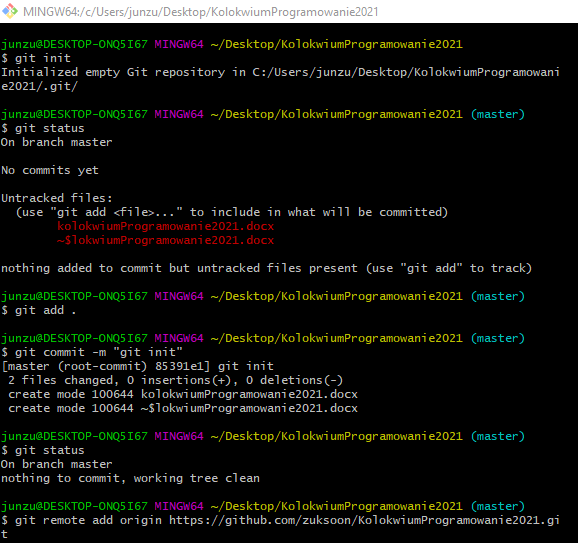 MINGW64:/c/Users/junzu/Desktop/KolokwiumProgramowanie2021
junzu@DESKTOP-ONQ5I67 MINGW64 ~/Desktop/KolokwiumProgramowanie2021
$ git init
Initialized empty Git repository in C:/Users/junzu/Desktop/KolokwiumProgramowani
e2021/.git/
junzu@DESKTOP-ONQ5I67 MINGW64 ~/Desktop/KolokwiumProgramowanie2021 (master)
$ git status
On branch master
No commits yet
Untracked files:
(use "git add <file>..." to include in what will be committed)
kolokwiumProgramowanie2021.docx
~$lokwiumProgramowanie2021.docx
nothing added to commit but untracked files present (use "git add" to track)
junzu@DESKTOP-ONQ5I67 MINGW64 ~/Desktop/KolokwiumProgramowanie2021 (master)
$ git add .
junzu@DESKTOP-ONQ5I67 MINGW64 ~/Desktop/KolokwiumProgramowanie2021 (master)
$ git commit -m "git init"
[master (root-commit) 85391e1] git init
2 files changed, 0 insertions(+), 0 deletions(-)
create mode 100644 kolokwiumProgramowanie2021.docx
create mode 100644 ~$lokwiumProgramowanie2021.docx
junzu@DESKTOP-ONQ5I67 MINGW64 ~/Desktop/KolokwiumProgramowanie2021 (master)
$ git status
On branch master
nothing to commit, working tree clean
junzu@DESKTOP-ONQ5I67 MINGW64 ~/Desktop/KolokwiumProgramowanie2021 (master)
$ git remote add origin https://github.com/zuksoon/KolokwiumProgramowanie2021.gi
t